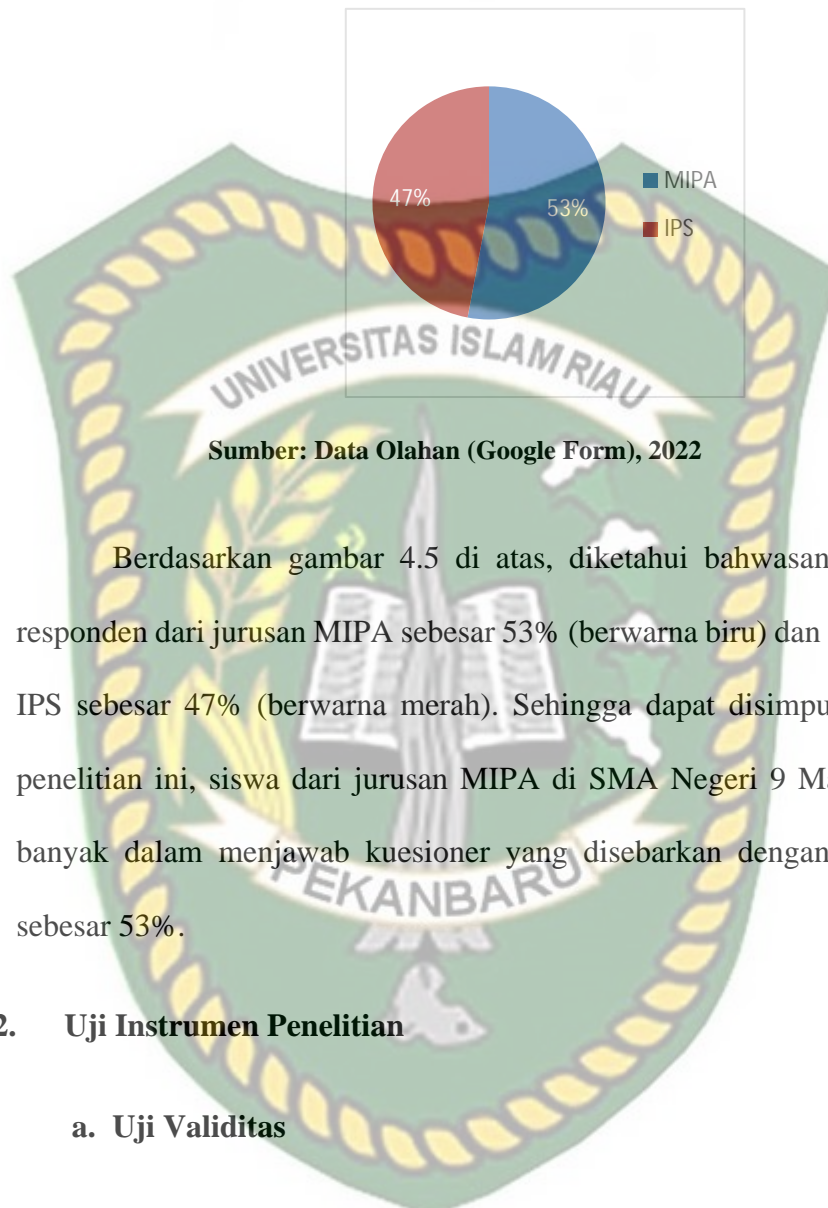 47%
53%
MIPA
IPS
UNIVERSITAS ISLAM RIAU
Sumber: Data Olahan (Google Form), 2022
Berdasarkan gambar 4.5 di atas, diketahui bahwasan
responden dari jurusan MIPA sebesar 53% (berwarna biru) dan
IPS sebesar 47% (berwarna merah). Sehingga dapat disimpu
penelitian ini, siswa dari jurusan MIPA di SMA Negeri 9 Ma
banyak dalam menjawab kuesioner yang disebarkan dengan
PEKANBARU
sebesar 53%.
2. Uji Instrumen Penelitian
a. Uji Validitas